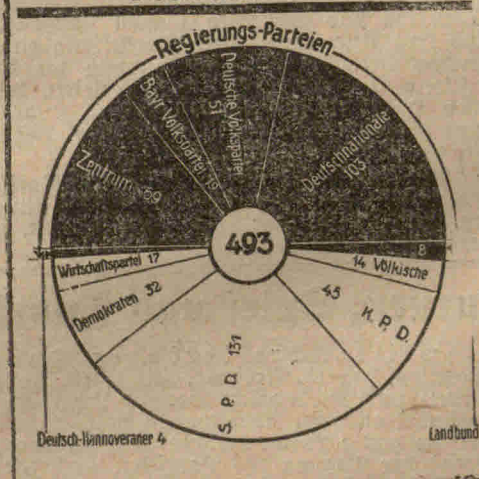 Regierungs-Parteien
Zentrum 69
Bayr. Volkspartei 19
Deutsche Volkspartei
51
Deutschnationale
103
8
493
Wirtschaftspartei 17
14 Völkische
Demokraten 32
45 K. P. D.
S. P. D. 131
Deutsch-Hannoveraner 4
Landbund